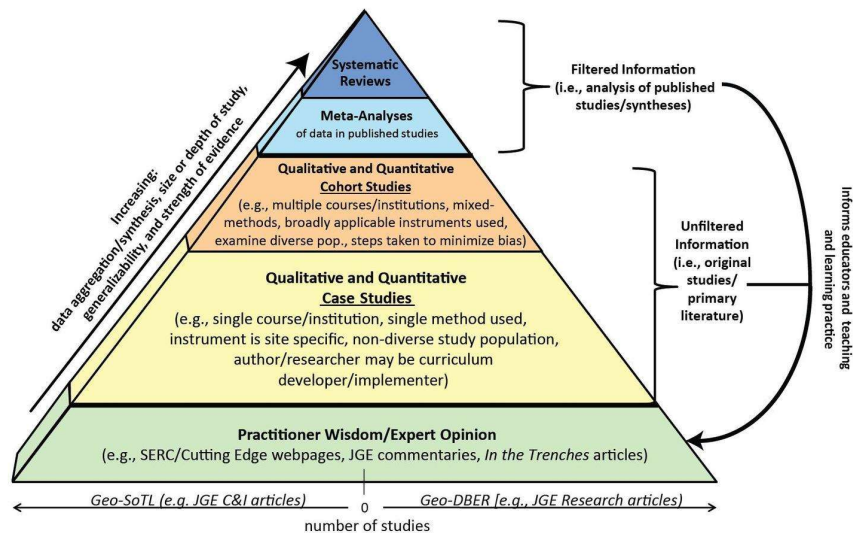 Systematic
Reviews
Meta-Analyses
of data in published studies
Qualitative and Quantitative
Cohort Studies
(e.g., multiple courses/institutions, mixed-
methods, broadly applicable instruments used,
examine diverse pop., steps taken to minimize bias)
Qualitative and Quantitative
Case Studies
(e.g., single course/institution, single method used,
instrument is site specific, non-diverse study population,
author/researcher may be curriculum
developer/implementer)
Practitioner Wisdom/Expert Opinion
(e.g., SERC/Cutting Edge webpages, JGE commentaries, In the Trenches articles)
Increasing:
data aggregation/synthesis, size or depth of study,
generalizability, and strength of evidence
Filtered Information
(i.e., analysis of published
studies/syntheses)
Unfiltered
Information
(i.e., original
studies/
primary
literature)
Informs educators and teaching
and learning practice
Geo-SoTL (e.g. JGE C&I articles)
0
Geo-DBER [e.g., JGE Research articles)
number of studies